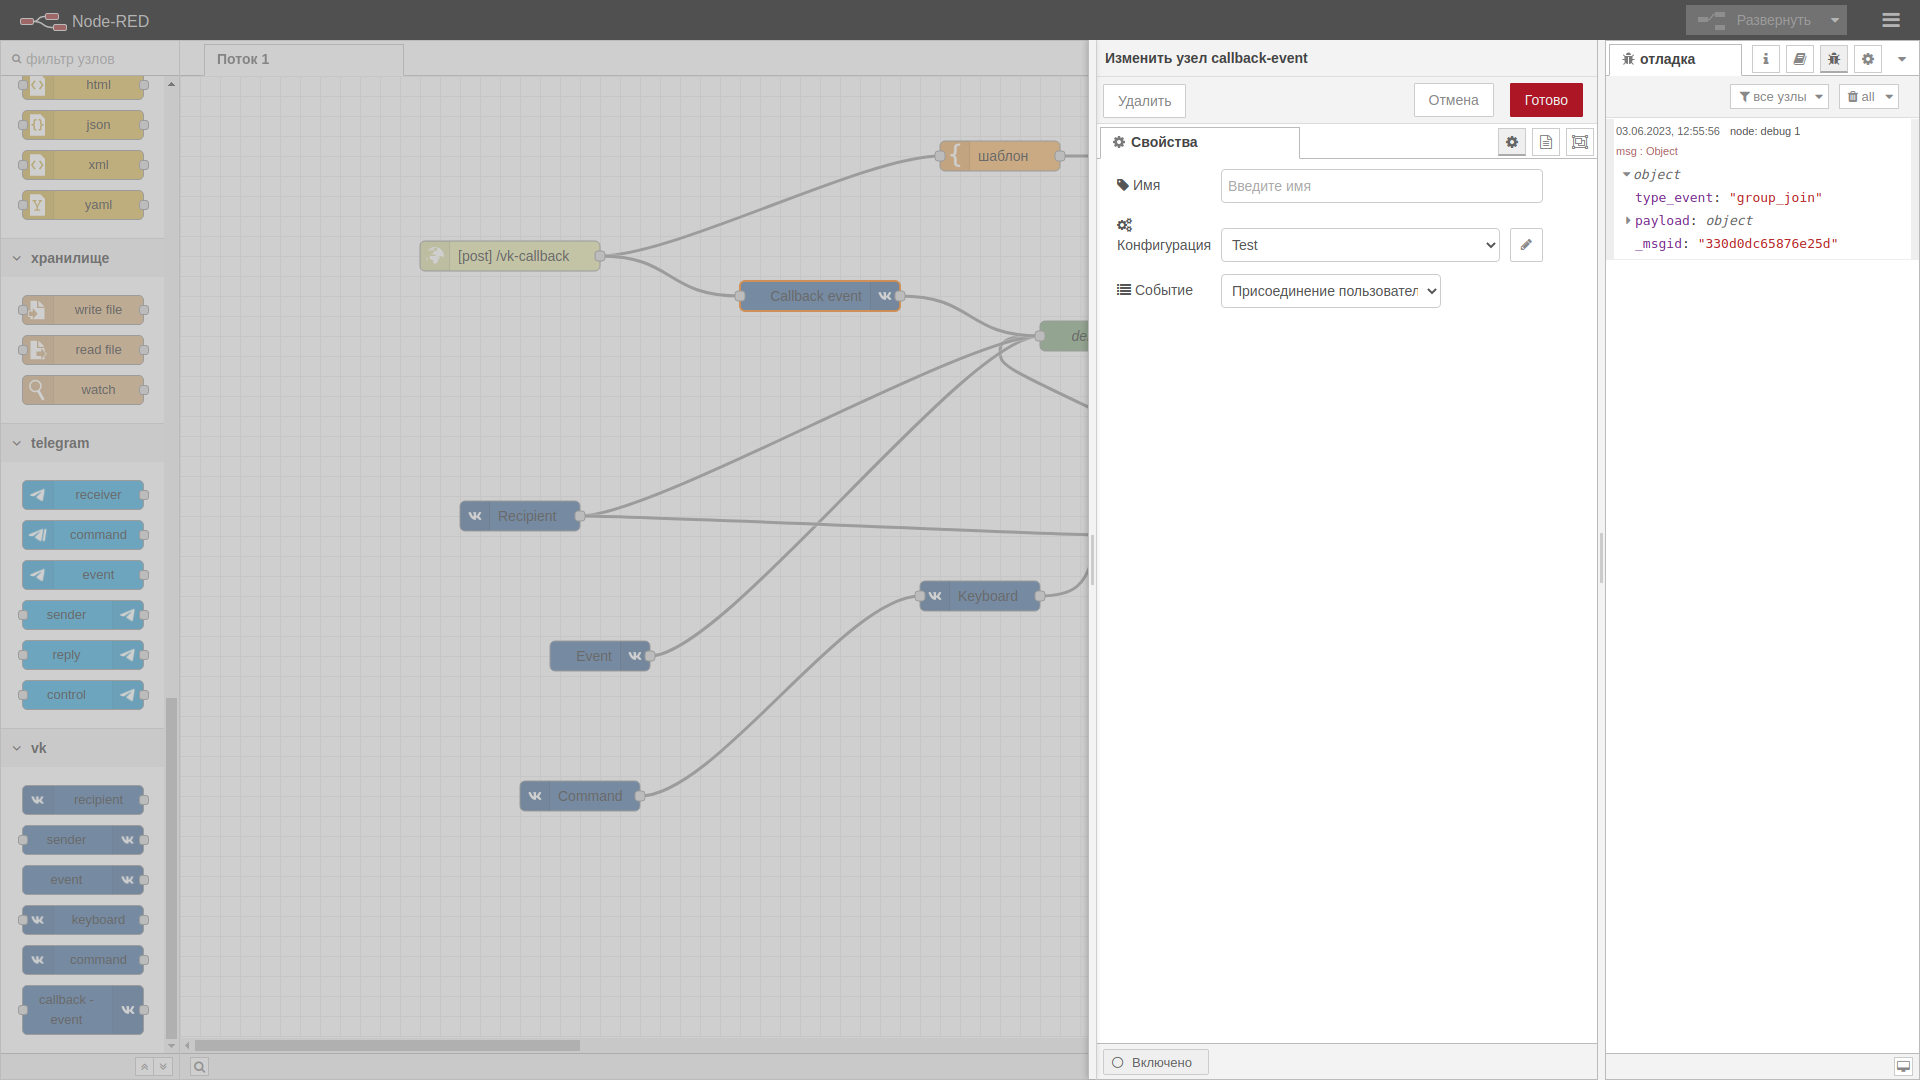 Node-RED
Развернуть
фильтр узлов
html
json
xml
yaml
хранилище
write file
read file
watch
telegram
receiver
command
event
sender
reply
control
vk
recipient
sender
event
keyboard
command
callback -
event
Поток 1
шаблон
[post] /vk-callback
Callback event
Recipient
Keyboard
Event
Command
Изменить узел callback-event
Удалить
Отмена
Готово
Свойства
Имя
Введите имя
Конфигурация
Test
Событие
Присоединение пользовател
Включено
отладка
все узлы
all
03.06.2023, 12:55:56 node: debug 1
msg : Object
object
type_event: "group_join"
payload: object
_msgid: "330d0dc65876e25d"